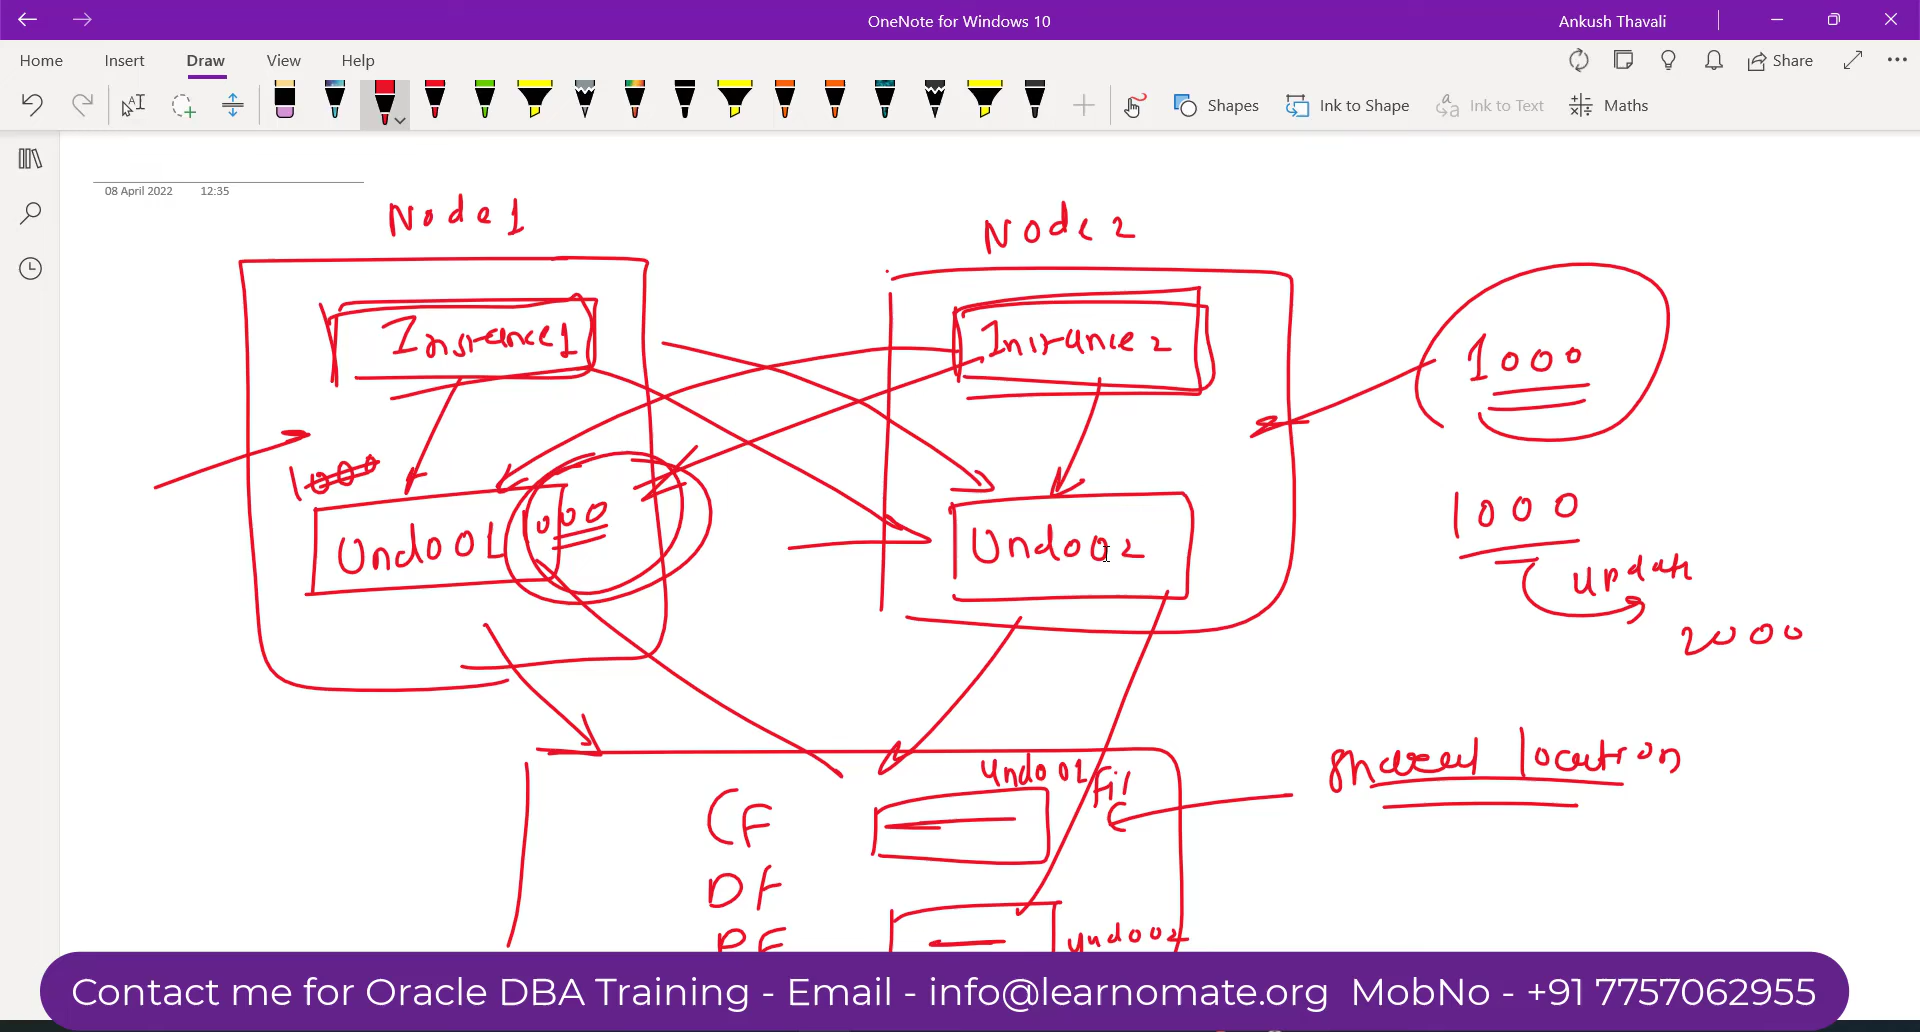 OneNote for Windows 10
Ankush Thavali
Home Insert Draw View Help
Share
Shapes Ink to Shape Ink to Text Maths
08 April 2022 12:35
Node 1
Node 2
Instance 1
Instance 2
1000
1000
Undo01
000
Undo02
1000
update
2000
shared location
undo01 fil
CF
DF
undo02
Contact me for Oracle DBA Training - Email - info@learnomate.org MobNo - +91 7757062955